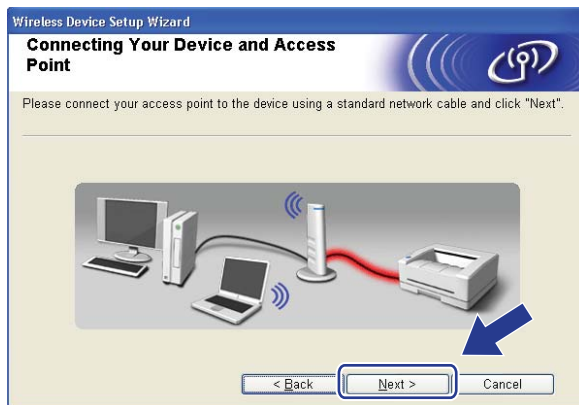 Wireless Device Setup Wizard
Connecting Your Device and Access
Point
Please connect your access point to the device using a standard network cable and click "Next".
< Back
Next >
Cancel